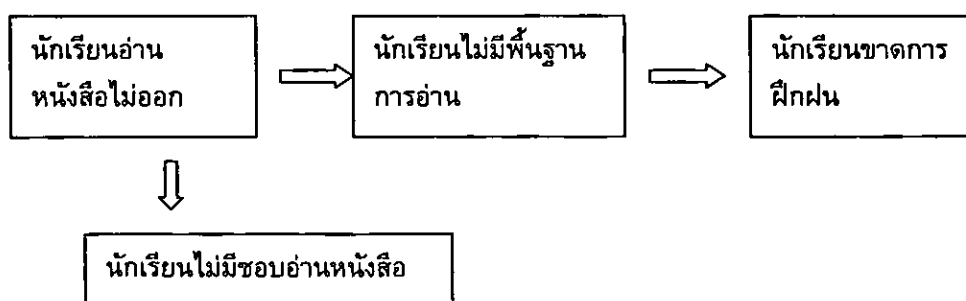 นักเรียนอ่าน
หนังสือไม่ออก
นักเรียนไม่มีพื้นฐาน
การอ่าน
นักเรียนขาดการ
ฝึกฝน
นักเรียนไม่มีชอบอ่านหนังสือ